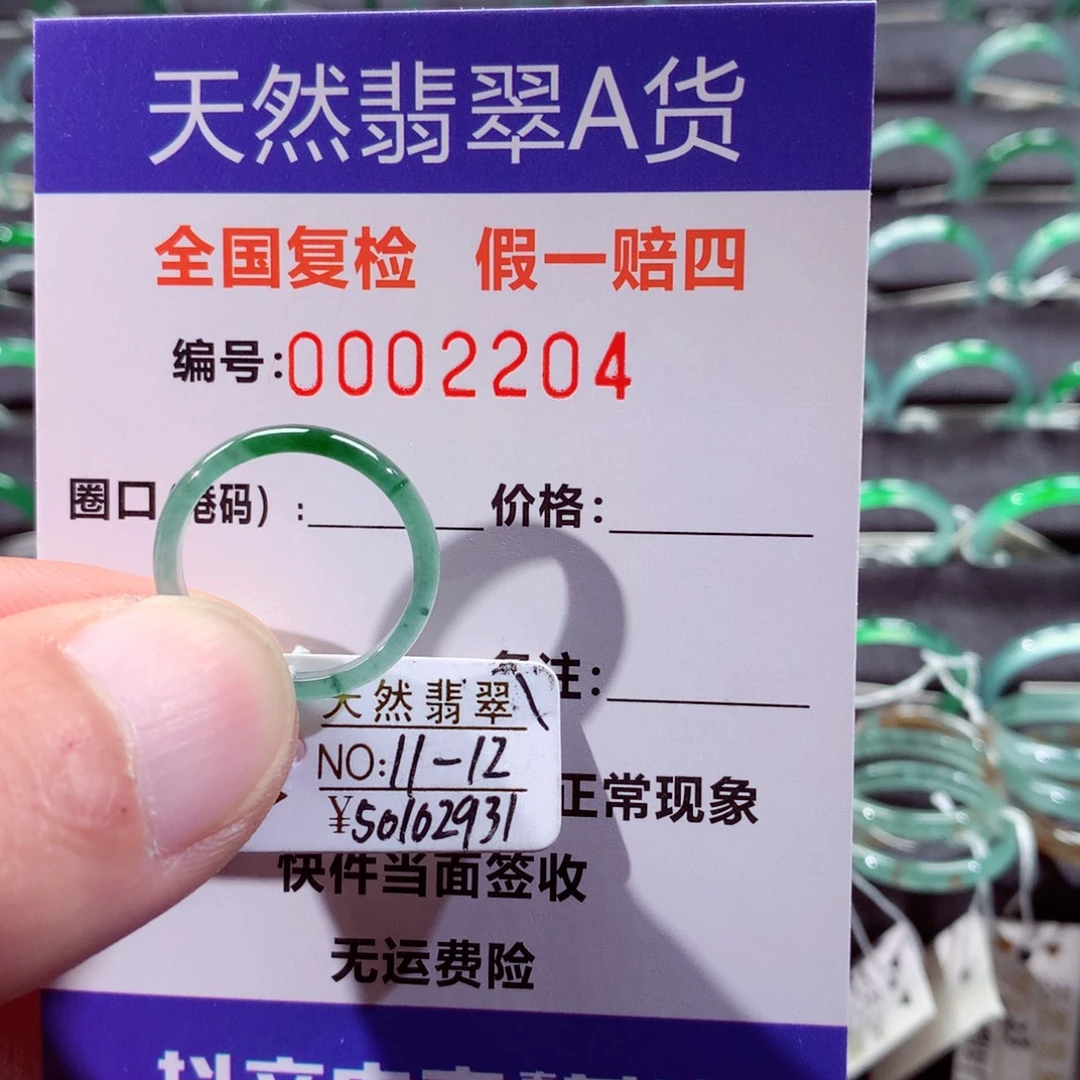 天然翡翠A货
全国复检 假一赔四
编号:0002204
圈口(港码):
价格:
备注:
天然翡翠
NO:11-12
¥50102931
正常现象
快件当面签收
无运费险